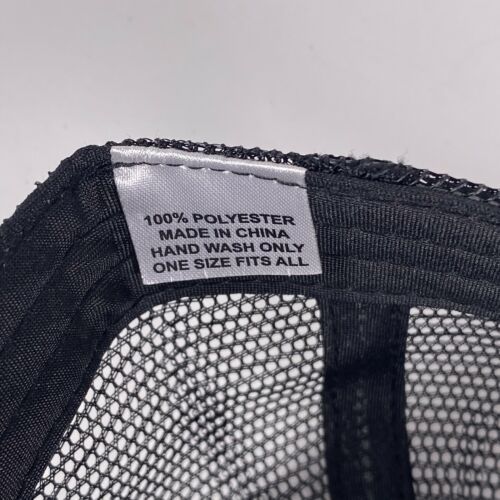 100% POLYESTER
MADE IN CHINA
HAND WASH ONLY
ONE SIZE FITS ALL